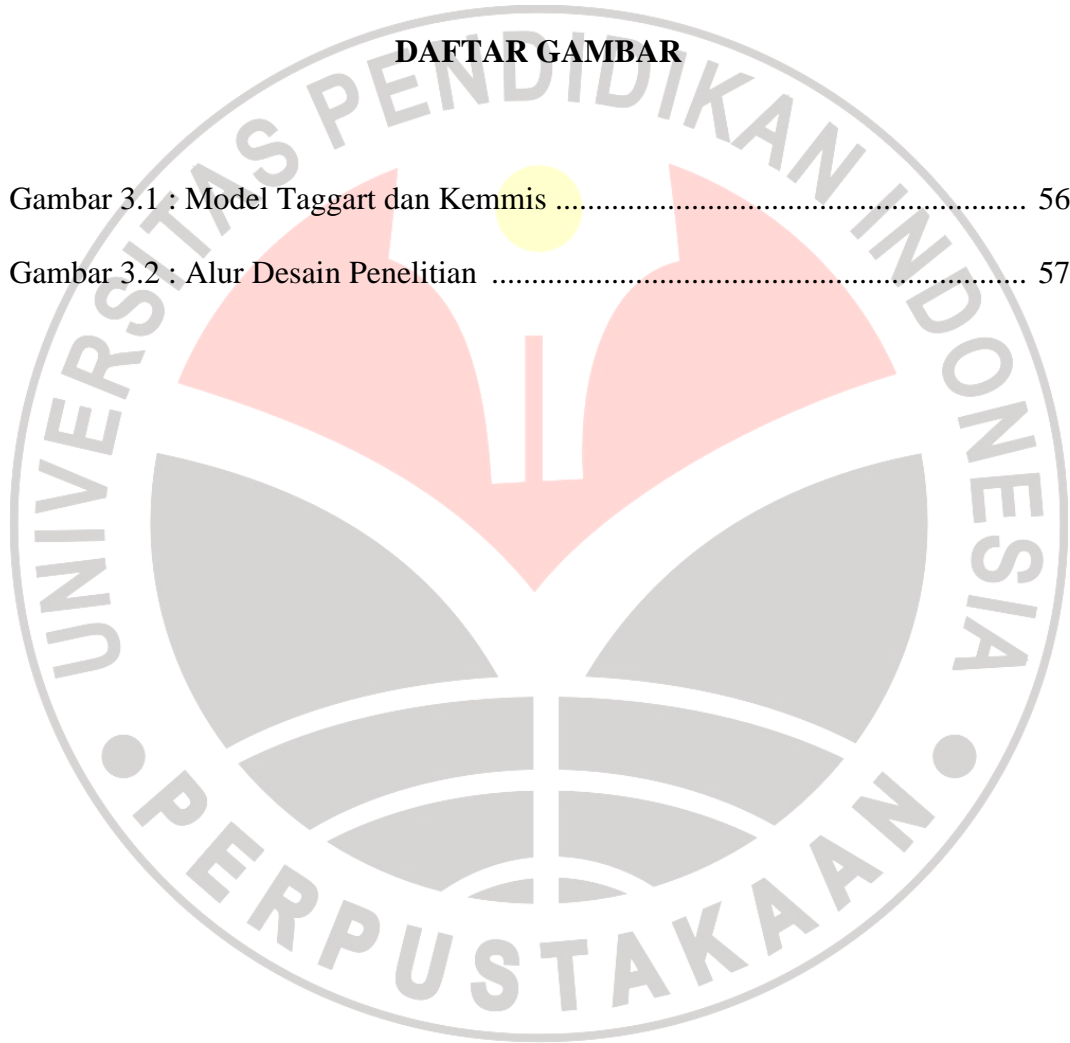 DAFTAR GAMBAR
Gambar 3.1 : Model Taggart dan Kemmis ........................................................... 56
Gambar 3.2 : Alur Desain Penelitian ................................................................... 57
UNIVERSITAS PENDIDIKAN INDONESIA
PERPUSTAKAAN